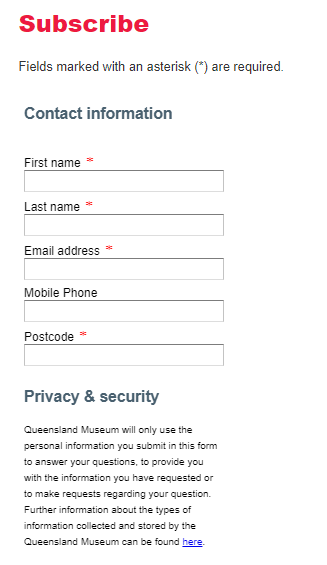 Subscribe
Fields marked with an asterisk (*) are required.
Contact information
First name *
Last name *
Email address *
Mobile Phone
Postcode *
Privacy & security
Queensland Museum will only use the
personal information you submit in this form
to answer your questions, to provide you
with the information you have requested or
to make requests regarding your question.
Further information about the types of
information collected and stored by the
Queensland Museum can be found here.